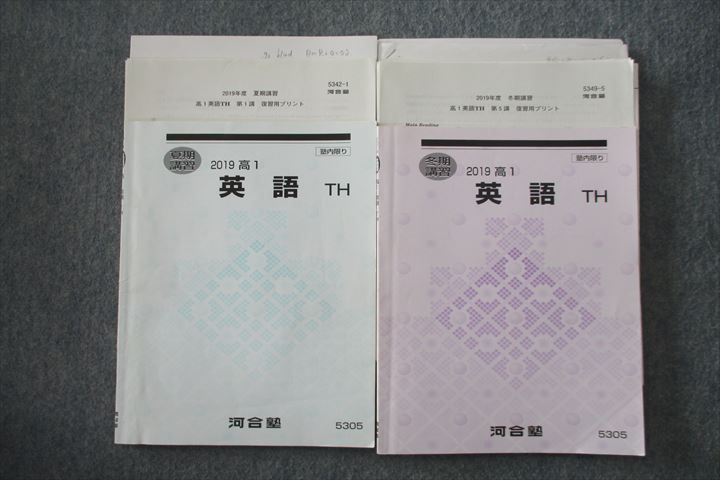 2019年度 夏期講習
5342-1
河合塾
高1英語TH 第1講 復習用プリント
夏期
講習
2019 高1
塾内限り
英語 TH
河合塾
5305
2019年度 冬期講習
5349-5
河合塾
高1英語TH 第5講 復習用プリント
Main Reading
冬期
講習
2019 高1
塾内限り
英語 TH
河合塾
5305